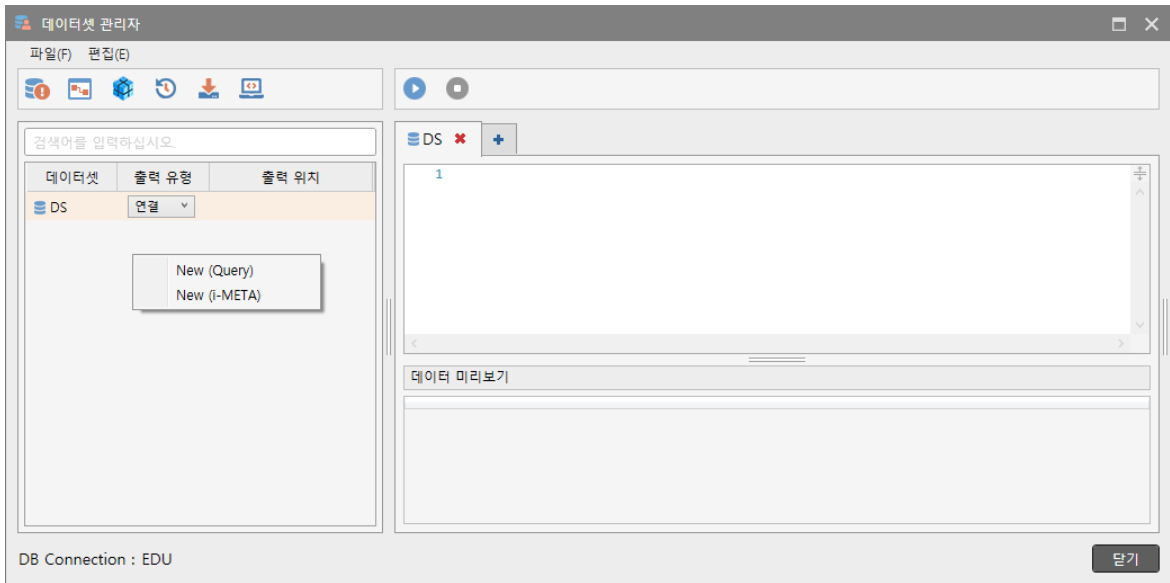 데이터셋 관리자
파일(F) 편집(E)
검색어를 입력하십시오.
데이터셋 출력 유형 출력 위치
DS 연결
New (Query)
New (i-META)
DS
1
데이터 미리보기
DB Connection : EDU
닫기